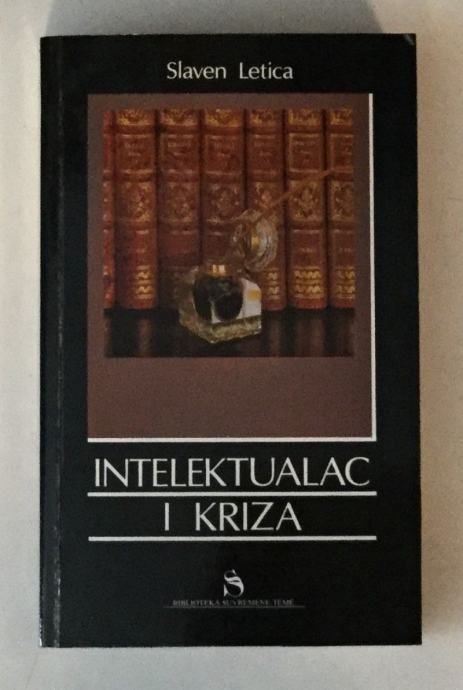 Slaven Letica
INTELEKTUALAC
I KRIZA
S
BIBLIOTEKA SUVREMENE TEME